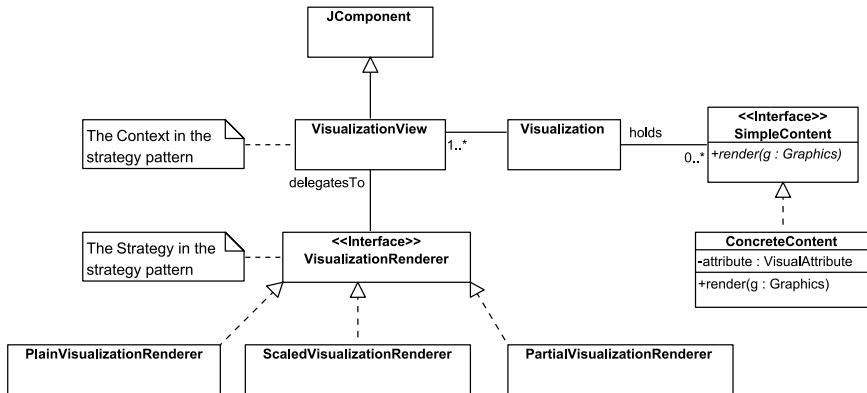 JComponent
The Context in the
strategy pattern
VisualizationView
1..*
Visualization
holds
0..*
<<Interface>>
SimpleContent
+render(g : Graphics)
delegatesTo
The Strategy in the
strategy pattern
<<Interface>>
VisualizationRenderer
ConcreteContent
-attribute : VisualAttribute
+render(g : Graphics)
PlainVisualizationRenderer
ScaledVisualizationRenderer
PartialVisualizationRenderer